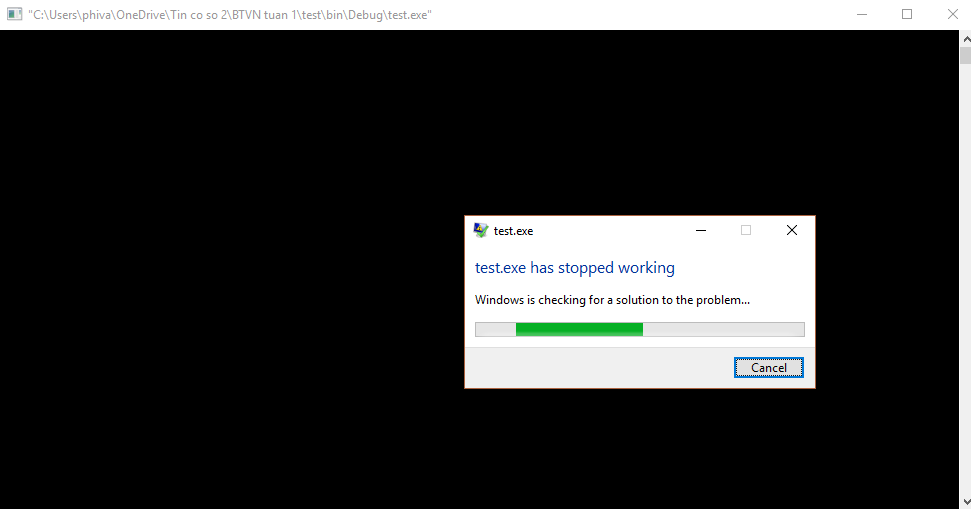 "C:\Users\phiva\OneDrive\Tin co so 2\BTVN tuan 1\test\bin\Debug\test.exe"
test.exe
test.exe has stopped working
Windows is checking for a solution to the problem...
Cancel